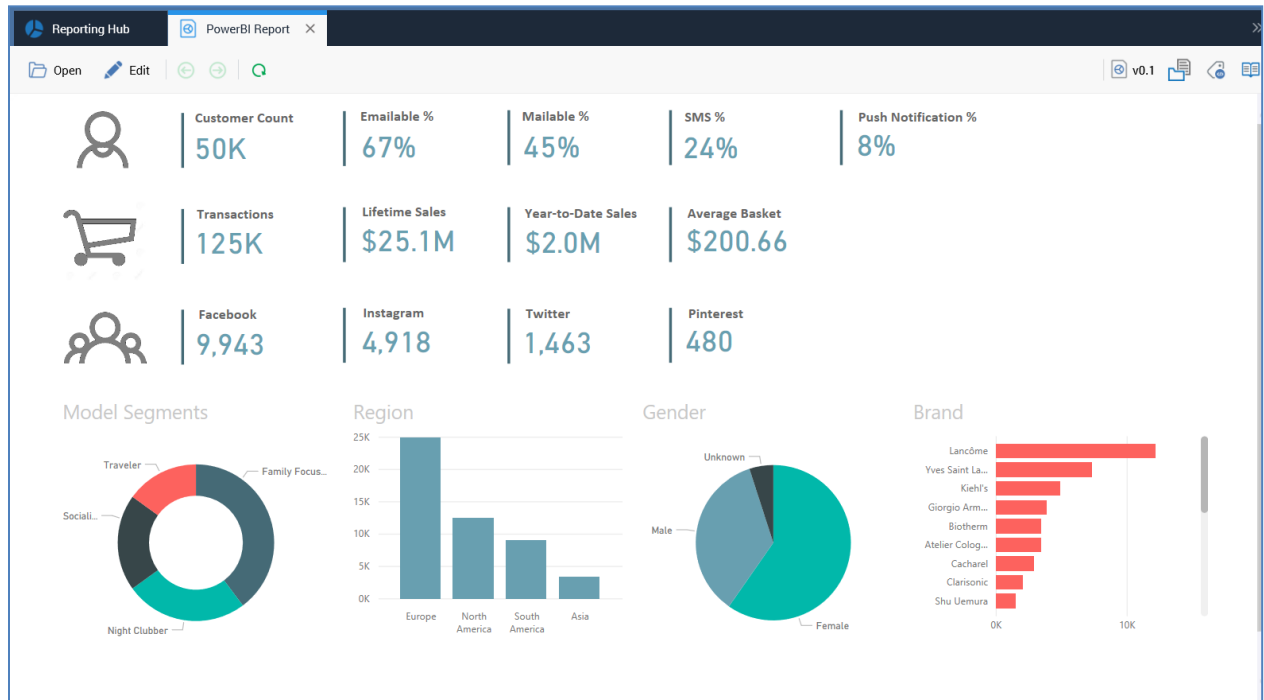 Reporting Hub
PowerBI Report
Open
Edit
v0.1
Customer Count
50K
Emailable %
67%
Mailable %
45%
SMS %
24%
Push Notification %
8%
Transactions
125K
Lifetime Sales
$25.1M
Year-to-Date Sales
$2.0M
Average Basket
$200.66
Facebook
9,943
Instagram
4,918
Twitter
1,463
Pinterest
480
Model Segments
Traveler
Family Focus...
Sociali...
Night Clubber
Region
25K
20K
15K
10K
5K
0K
Europe
North
America
South
America
Asia
Gender
Unknown
Male
Female
Brand
Lancôme
Yves Saint La...
Kiehl's
Giorgio Arm...
Biotherm
Atelier Colog...
Cacharel
Clarisonic
Shu Uemura
0K
10K